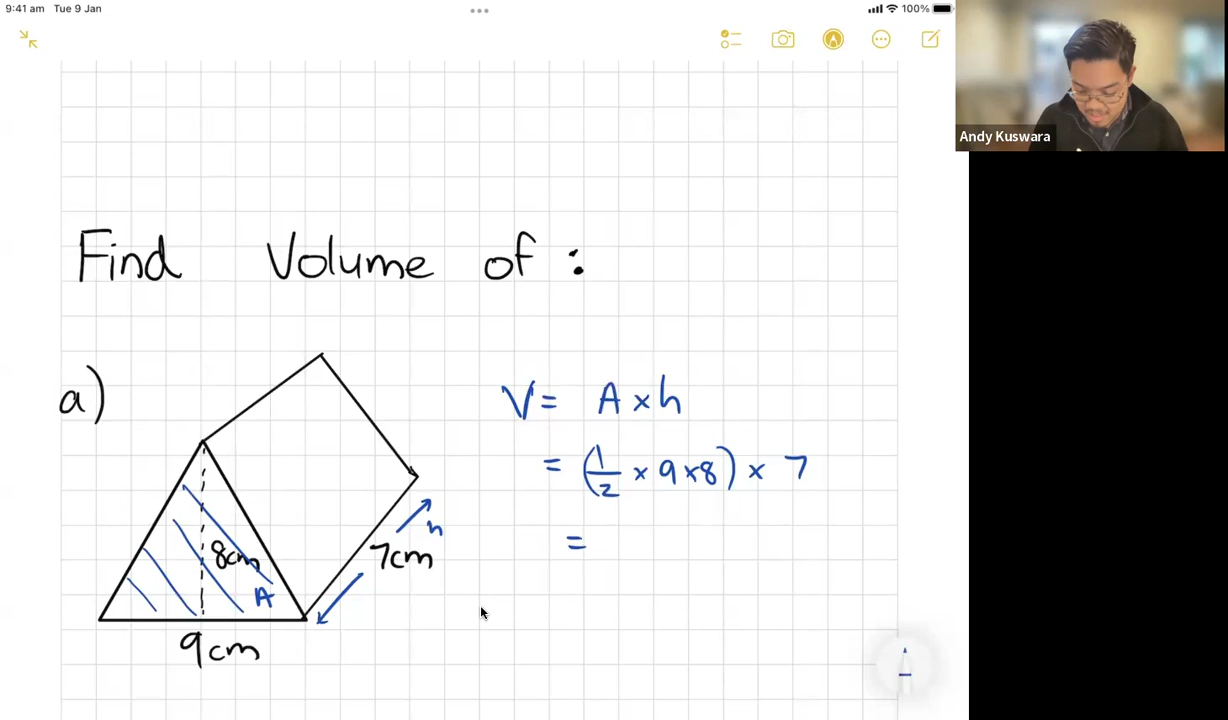 9:41 am Tue 9 Jan
100%
Andy Kuswara
Find Volume of :
a)
V = A × h
= (1/2 × 9 × 8) × 7
=
h
8cm
7cm
A
9cm